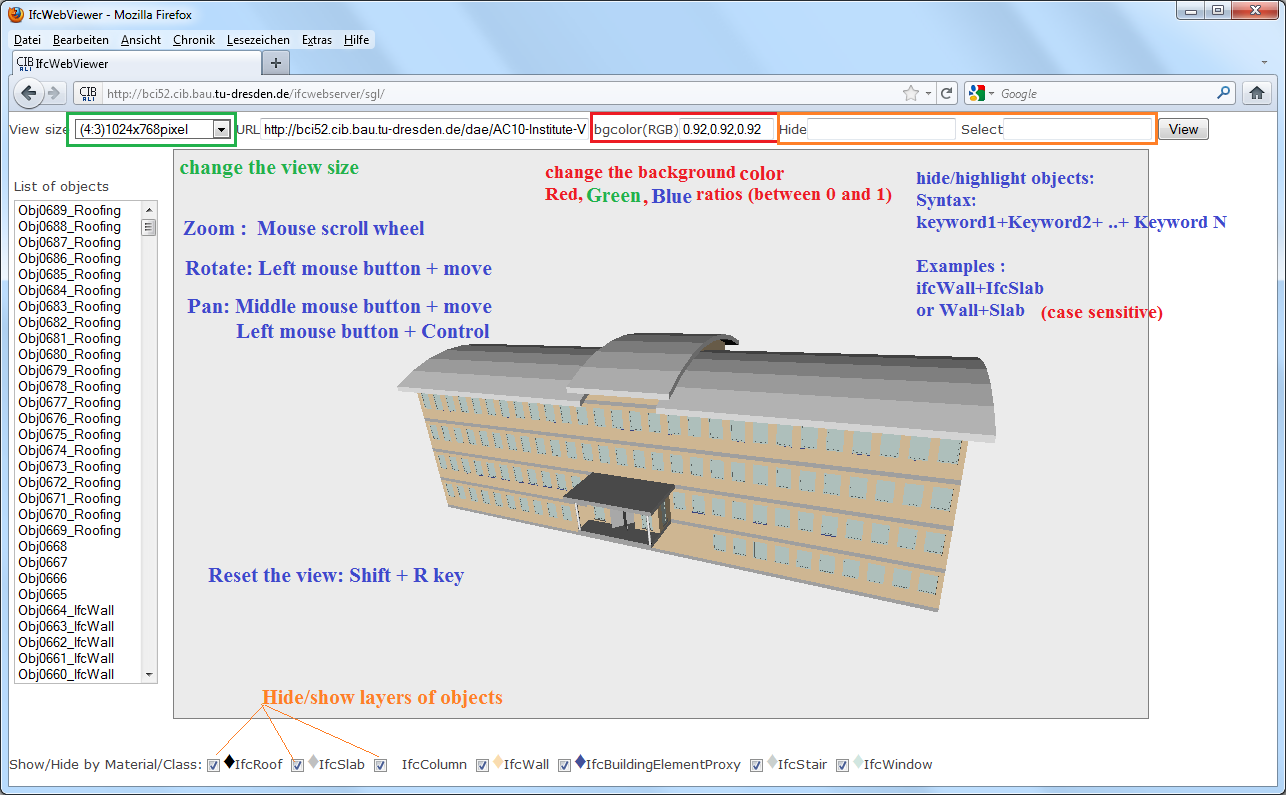 IfcWebViewer - Mozilla Firefox
Datei Bearbeiten Ansicht Chronik Lesezeichen Extras Hilfe
CIB RLI IfcWebViewer
CIB RLI http://bci52.cib.bau.tu-dresden.de/ifcwebserver/sgl/ Google
View size (4:3)1024x768pixel URL http://bci52.cib.bau.tu-dresden.de/dae/AC10-Institute-V bgcolor(RGB) 0.92,0.92,0.92 Hide Select View
change the view size
change the background color
Red, Green, Blue ratios (between 0 and 1)
hide/highlight objects:
Syntax:
keyword1+Keyword2+ ..+ Keyword N
Examples :
ifcWall+IfcSlab
or Wall+Slab (case sensitive)
Zoom : Mouse scroll wheel
Rotate: Left mouse button + move
Pan: Middle mouse button + move
Left mouse button + Control
Reset the view: Shift + R key
List of objects
Obj0689_Roofing
Obj0688_Roofing
Obj0687_Roofing
Obj0686_Roofing
Obj0685_Roofing
Obj0684_Roofing
Obj0683_Roofing
Obj0682_Roofing
Obj0681_Roofing
Obj0680_Roofing
Obj0679_Roofing
Obj0678_Roofing
Obj0677_Roofing
Obj0676_Roofing
Obj0675_Roofing
Obj0674_Roofing
Obj0673_Roofing
Obj0672_Roofing
Obj0671_Roofing
Obj0670_Roofing
Obj0669_Roofing
Obj0668
Obj0667
Obj0666
Obj0665
Obj0664_IfcWall
Obj0663_IfcWall
Obj0662_IfcWall
Obj0661_IfcWall
Obj0660_IfcWall
Hide/show layers of objects
Show/Hide by Material/Class: IfcRoof IfcSlab IfcColumn IfcWall IfcBuildingElementProxy IfcStair IfcWindow